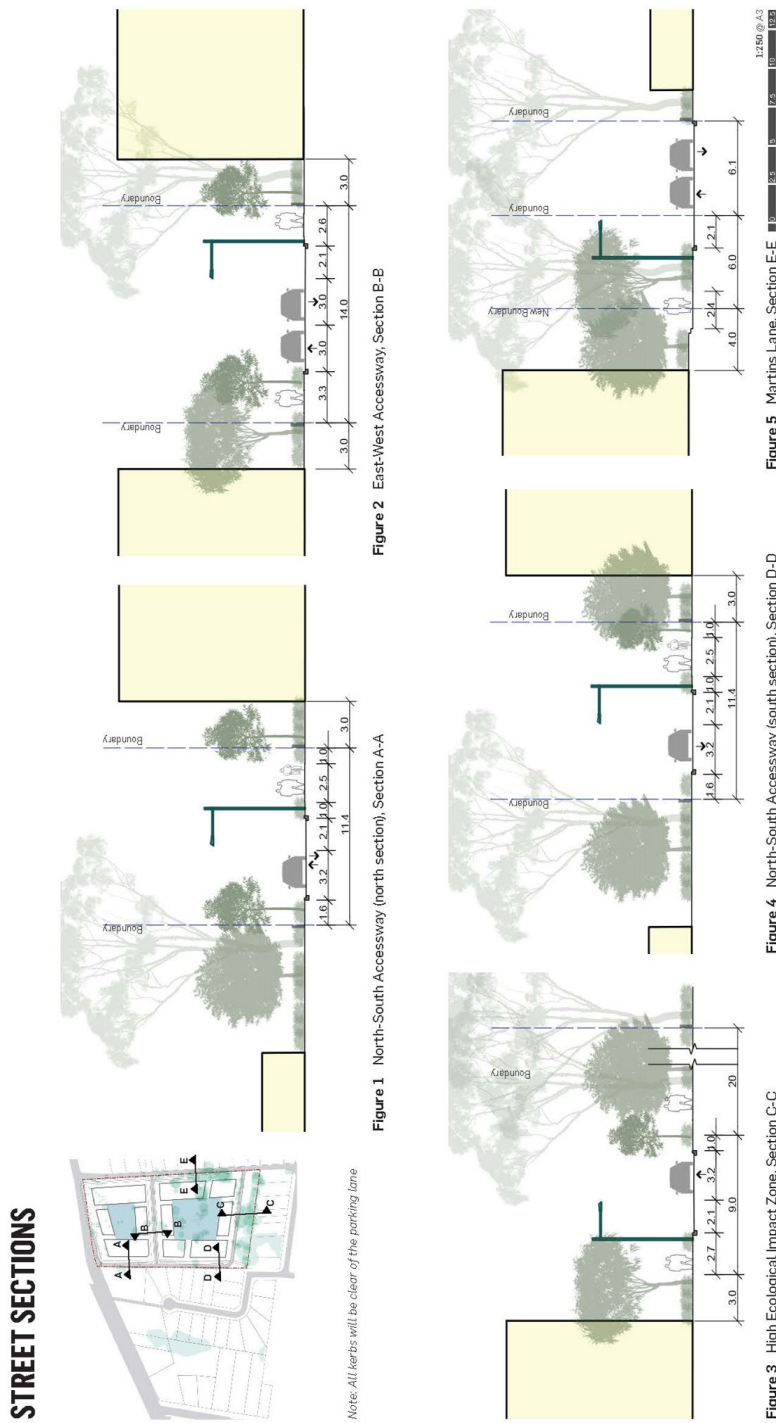 STREET SECTIONS
A
A
B
B
C
C
D
D
E
E
Note: All kerbs will be clear of the parking lane
Boundary
Boundary
1.6
3.2
2.1
1.0
2.5
1.0
11.4
3.0
Figure 1 North-South Accessway (north section), Section A-A
Boundary
Boundary
3.0
3.3
3.0
3.0
2.1
2.6
14.0
3.0
Figure 2 East-West Accessway, Section B-B
Boundary
3.0
2.7
2.1
3.2
1.0
9.0
20
Figure 3 High Ecological Impact Zone, Section C-C
Boundary
Boundary
1.6
3.2
2.1
1.0
2.5
1.0
11.4
3.0
Figure 4 North-South Accessway (south section), Section D-D
New Boundary
Boundary
Boundary
2.4
2.1
4.0
6.0
6.1
Figure 5 Martins Lane, Section E-E
1:250 @ A3
0
2.5
5
7.5
10
12.5